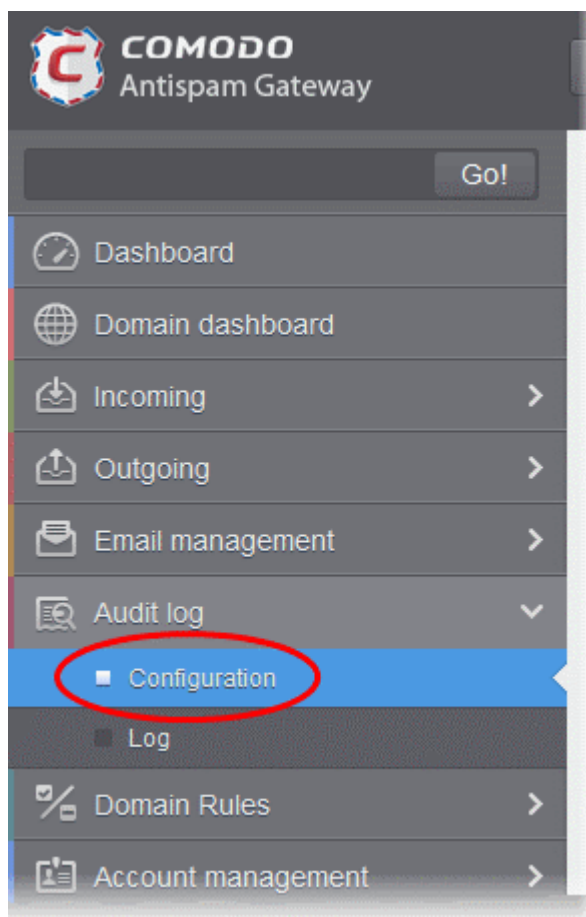 C
COMODO
Antispam Gateway
Go!
Dashboard
Domain dashboard
Incoming
Outgoing
Email management
Audit log
Configuration
Log
Domain Rules
Account management